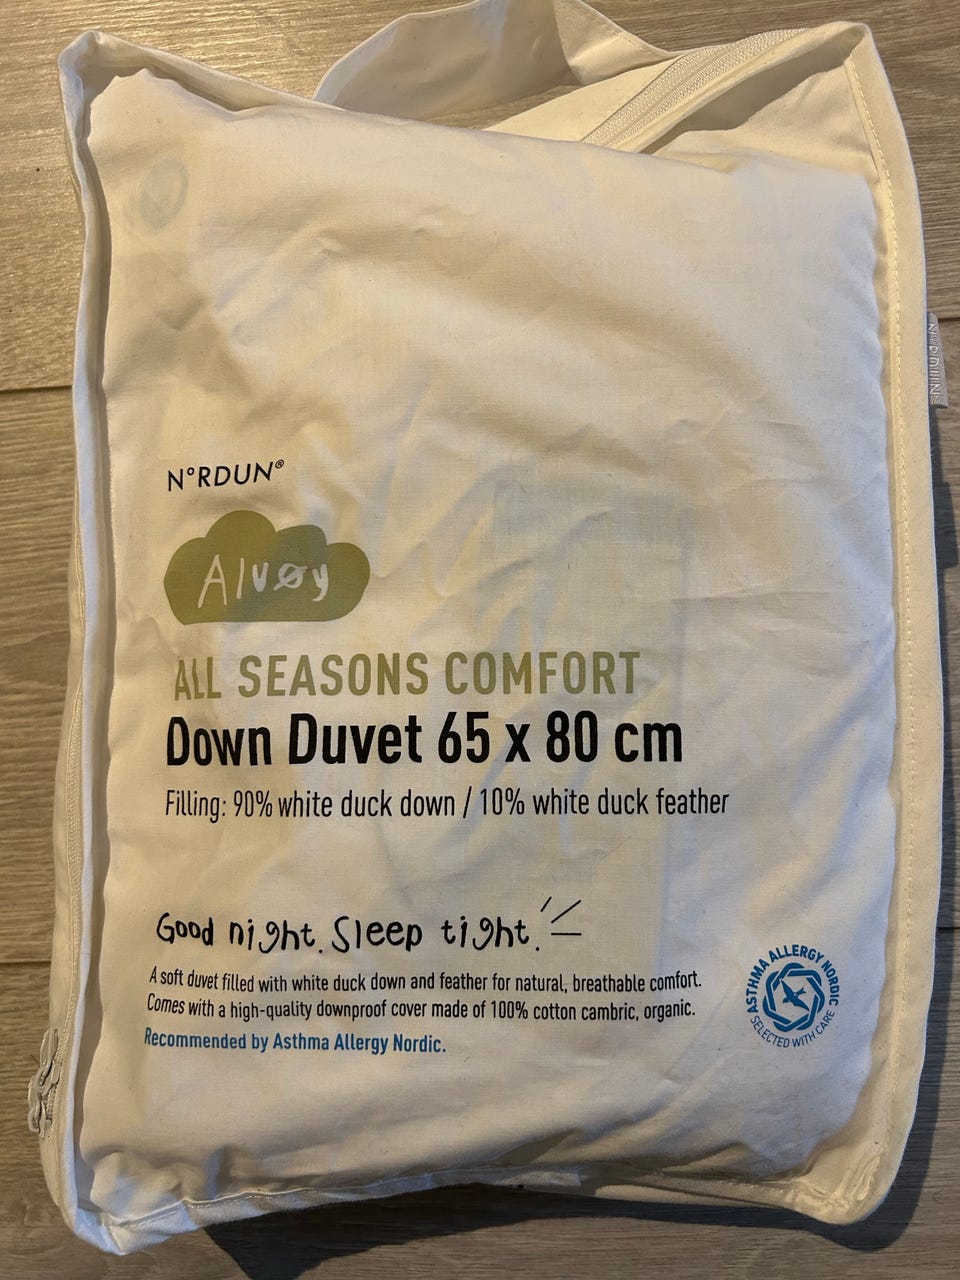 N°RDUN®
Alvøy
ALL SEASONS COMFORT
Down Duvet 65 x 80 cm
Filling: 90% white duck down / 10% white duck feather
Good night. Sleep tight.
A soft duvet filled with white duck down and feather for natural, breathable comfort.
Comes with a high-quality downproof cover made of 100% cotton cambric, organic.
Recommended by Asthma Allergy Nordic.
ASTHMA ALLERGY NORDIC
SELECTED WITH CARE
N°RDUN®